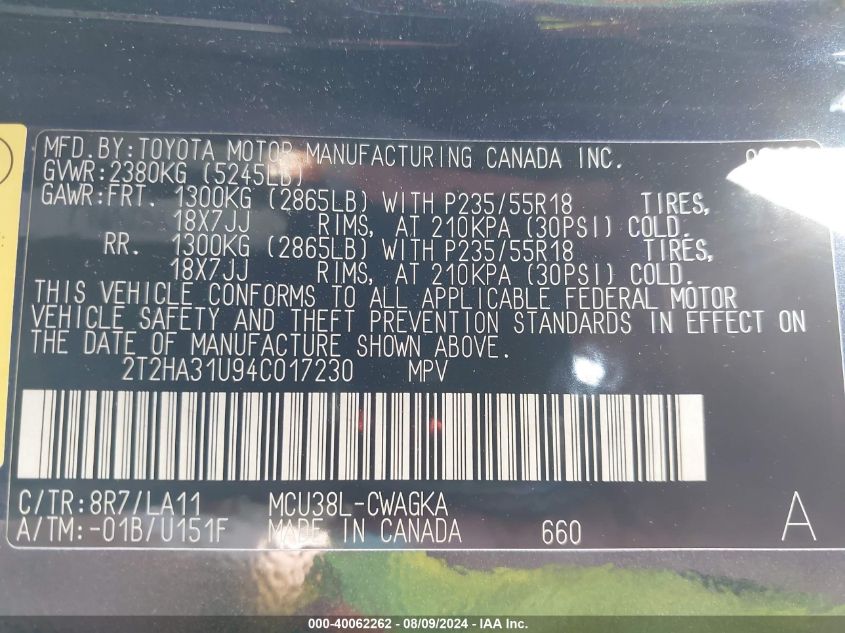 MFD.BY:TOYOTA MOTOR MANUFACTURING CANADA INC.
GVWR:2380KG (5245LB)
GAWR:FRT. 1300KG (2865LB) WITH P235/55R18 TIRES,
18X7JJ RIMS, AT 210KPA (30PSI) COLD.
RR. 1300KG (2865LB) WITH P235/55R18 TIRES,
18X7JJ RIMS, AT 210KPA (30PSI) COLD.
THIS VEHICLE CONFORMS TO ALL APPLICABLE FEDERAL MOTOR
VEHICLE SAFETY AND THEFT PREVENTION STANDARDS IN EFFECT ON
THE DATE OF MANUFACTURE SHOWN ABOVE.
2T2HA31U94C017230 MPV
C/TR:8R7/LA11 MCU38L-CWAGKA
A/TM:-01B/U151F MADE IN CANADA 660 A
000-40062262 - 08/09/2024 - IAA Inc.